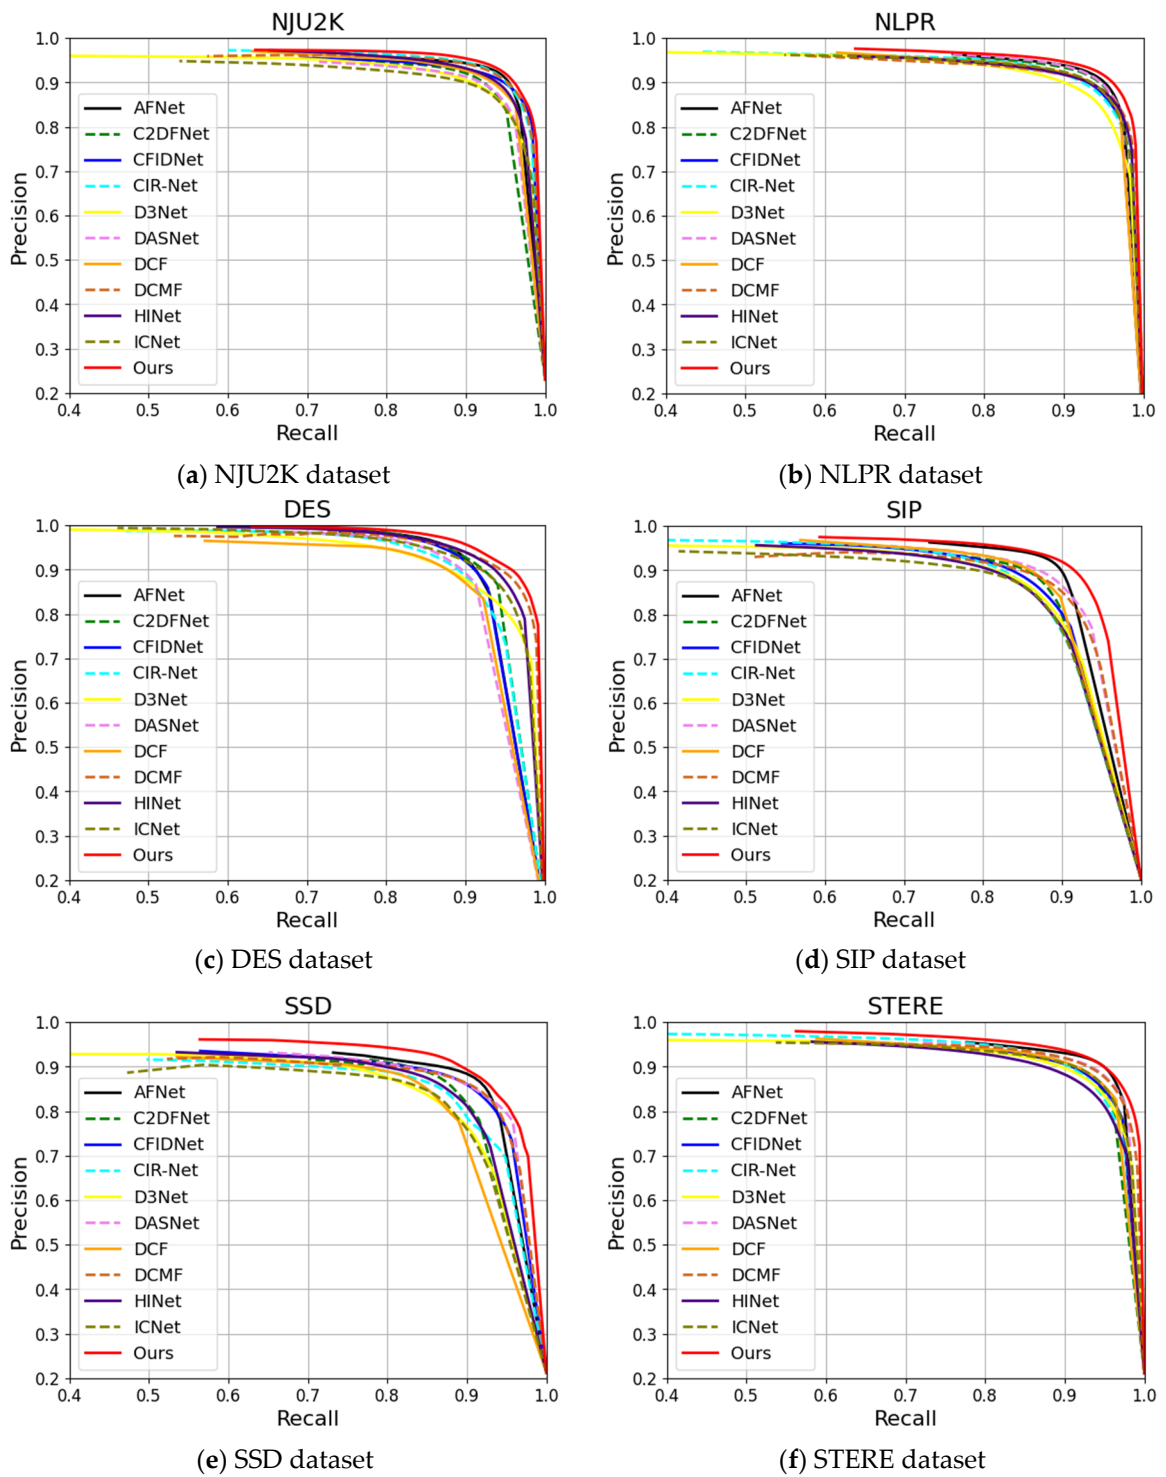 NJU2K
1.0
0.9
0.8
0.7
0.6
0.5
0.4
0.3
0.2
Precision
AFNet
C2DFNet
CFIDNet
CIR-Net
D3Net
DASNet
DCF
DCMF
HINet
ICNet
Ours
0.4 0.5 0.6 0.7 0.8 0.9 1.0
Recall
(a) NJU2K dataset
NLPR
1.0
0.9
0.8
0.7
0.6
0.5
0.4
0.3
0.2
Precision
AFNet
C2DFNet
CFIDNet
CIR-Net
D3Net
DASNet
DCF
DCMF
HINet
ICNet
Ours
0.4 0.5 0.6 0.7 0.8 0.9 1.0
Recall
(b) NLPR dataset
DES
1.0
0.9
0.8
0.7
0.6
0.5
0.4
0.3
0.2
Precision
AFNet
C2DFNet
CFIDNet
CIR-Net
D3Net
DASNet
DCF
DCMF
HINet
ICNet
Ours
0.4 0.5 0.6 0.7 0.8 0.9 1.0
Recall
(c) DES dataset
SIP
1.0
0.9
0.8
0.7
0.6
0.5
0.4
0.3
0.2
Precision
AFNet
C2DFNet
CFIDNet
CIR-Net
D3Net
DASNet
DCF
DCMF
HINet
ICNet
Ours
0.4 0.5 0.6 0.7 0.8 0.9 1.0
Recall
(d) SIP dataset
SSD
1.0
0.9
0.8
0.7
0.6
0.5
0.4
0.3
0.2
Precision
AFNet
C2DFNet
CFIDNet
CIR-Net
D3Net
DASNet
DCF
DCMF
HINet
ICNet
Ours
0.4 0.5 0.6 0.7 0.8 0.9 1.0
Recall
(e) SSD dataset
STERE
1.0
0.9
0.8
0.7
0.6
0.5
0.4
0.3
0.2
Precision
AFNet
C2DFNet
CFIDNet
CIR-Net
D3Net
DASNet
DCF
DCMF
HINet
ICNet
Ours
0.4 0.5 0.6 0.7 0.8 0.9 1.0
Recall
(f) STERE dataset